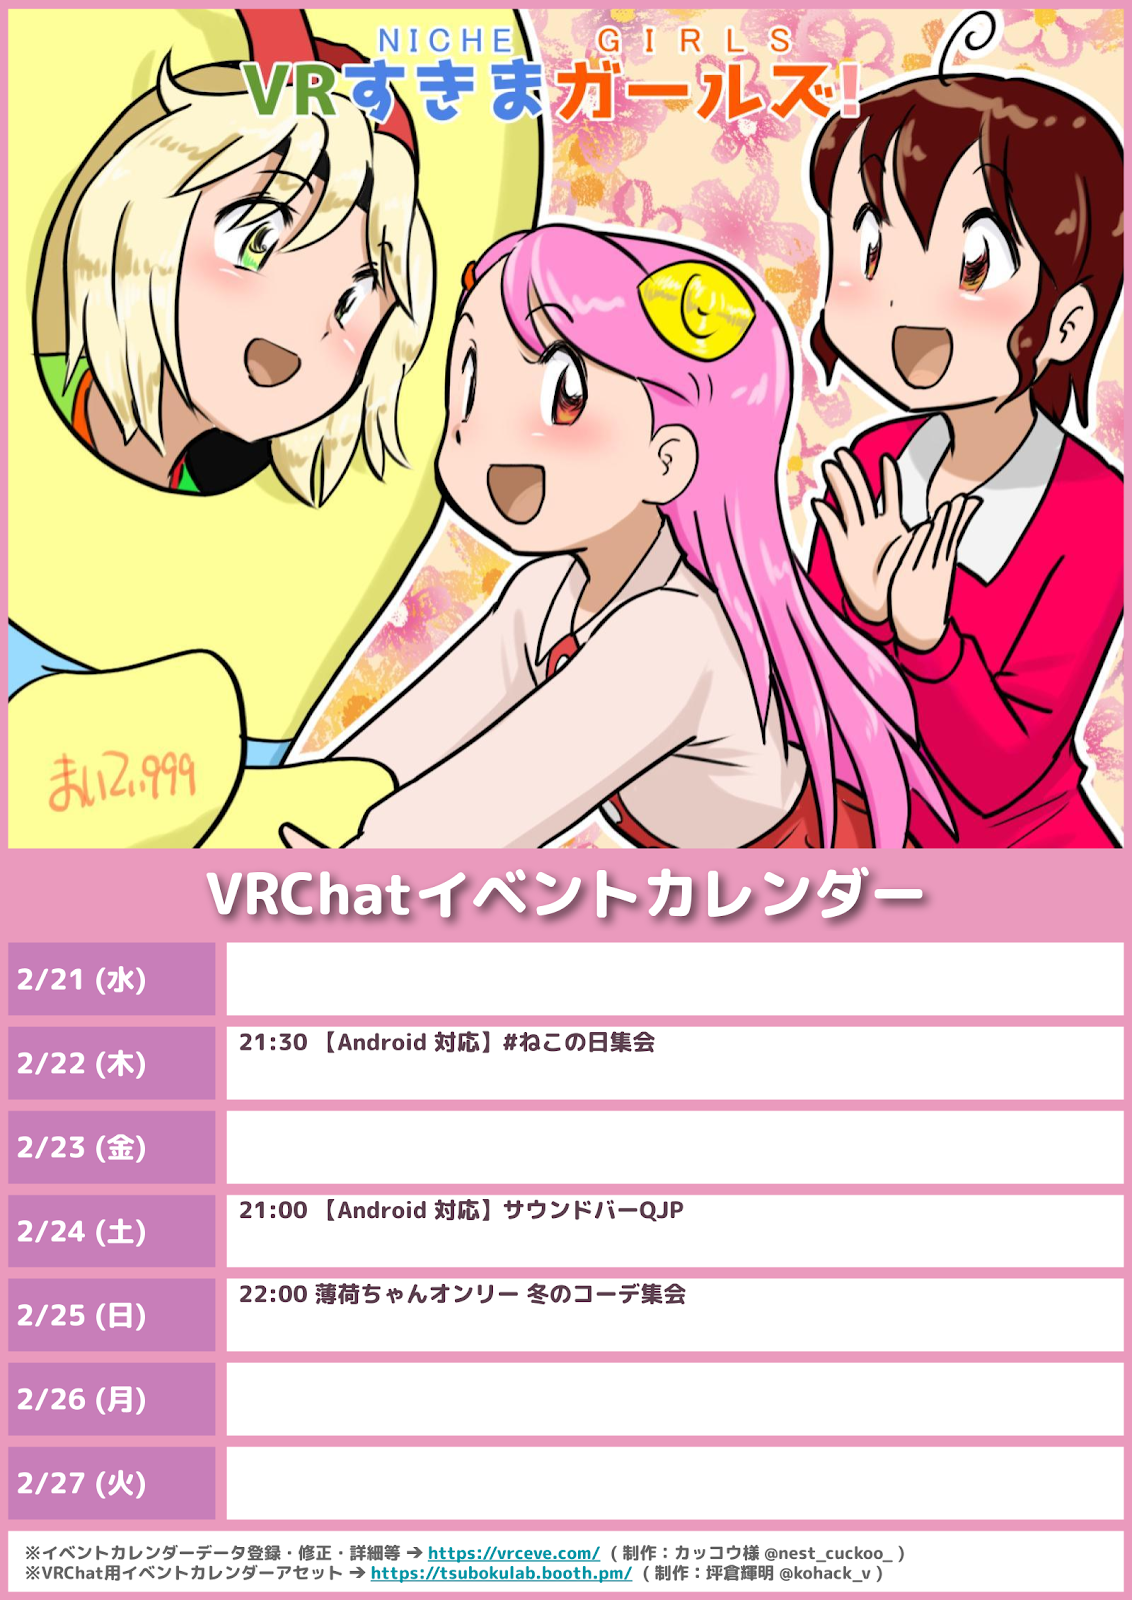 NICHE GIRLS
VRすきまガールズ!
まいてぃ999
VRChatイベントカレンダー
2/21 (水)
2/22 (木)
21:30 【Android 対応】#ねこの日集会
2/23 (金)
2/24 (土)
21:00 【Android 対応】サウンドバーQJP
2/25 (日)
22:00 薄荷ちゃんオンリー 冬のコーデ集会
2/26 (月)
2/27 (火)
※イベントカレンダーデータ登録・修正・詳細等 ➔ https://vrceve.com/ ( 制作：カッコウ様 @nest_cuckoo_ )
※VRChat用イベントカレンダーアセット ➔ https://tsubokulab.booth.pm/ ( 制作：坪倉輝明 @kohack_v )